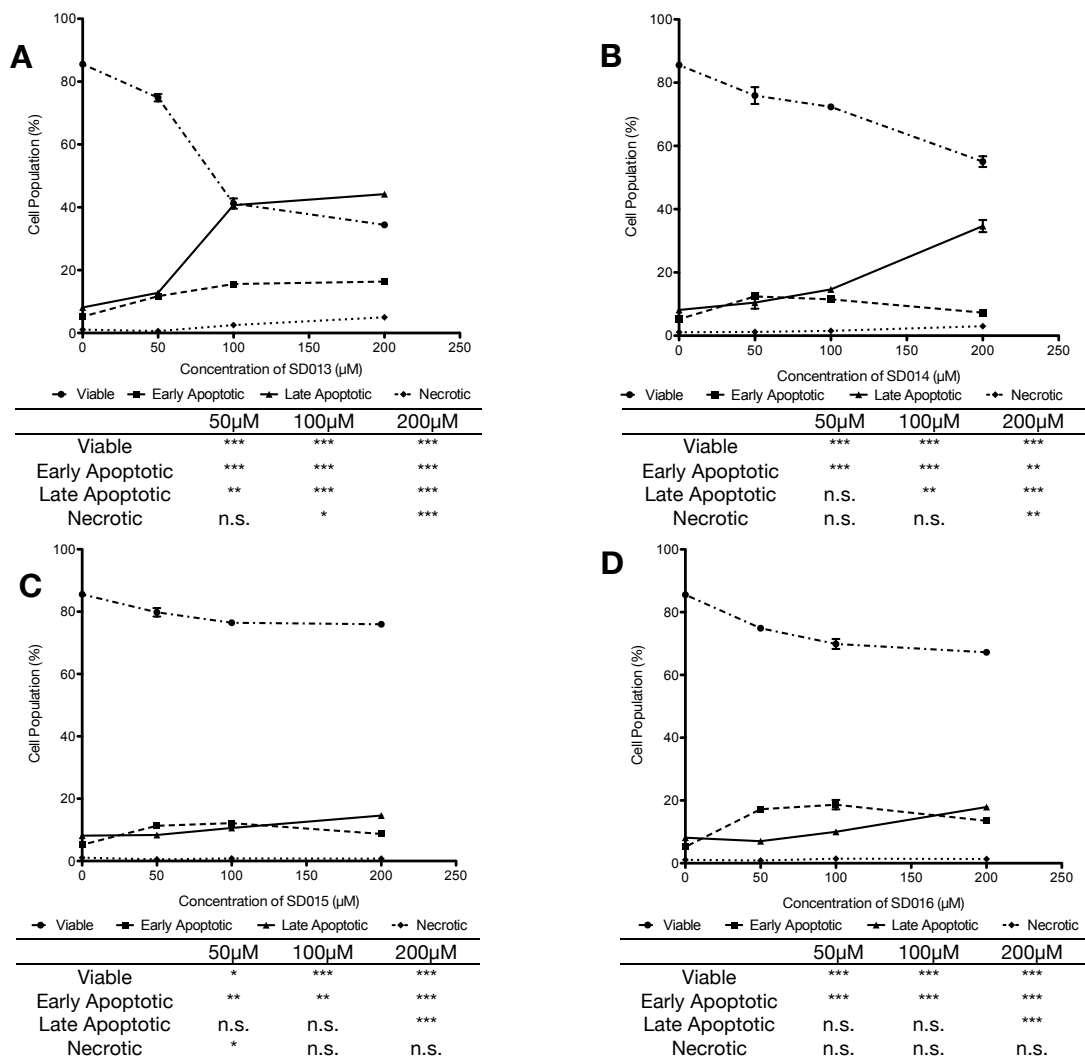 A
Cell Population (%)
100
80
60
40
20
0
0 50 100 150 200 250
Concentration of SD013 (µM)
Viable Early Apoptotic Late Apoptotic Necrotic
50µM 100µM 200µM
Viable *** *** ***
Early Apoptotic *** *** ***
Late Apoptotic ** *** ***
Necrotic n.s. * ***
B
Cell Population (%)
100
80
60
40
20
0
0 50 100 150 200 250
Concentration of SD014 (µM)
Viable Early Apoptotic Late Apoptotic Necrotic
50µM 100µM 200µM
Viable *** *** ***
Early Apoptotic *** *** **
Late Apoptotic n.s. ** ***
Necrotic n.s. n.s. **
C
Cell Population (%)
100
80
60
40
20
0
0 50 100 150 200 250
Concentration of SD015 (µM)
Viable Early Apoptotic Late Apoptotic Necrotic
50µM 100µM 200µM
Viable * *** ***
Early Apoptotic ** ** ***
Late Apoptotic n.s. n.s. ***
Necrotic * n.s. n.s.
D
Cell Population (%)
100
80
60
40
20
0
0 50 100 150 200 250
Concentration of SD016 (µM)
Viable Early Apoptotic Late Apoptotic Necrotic
50µM 100µM 200µM
Viable *** *** ***
Early Apoptotic *** *** ***
Late Apoptotic n.s. n.s. ***
Necrotic n.s. n.s. n.s.